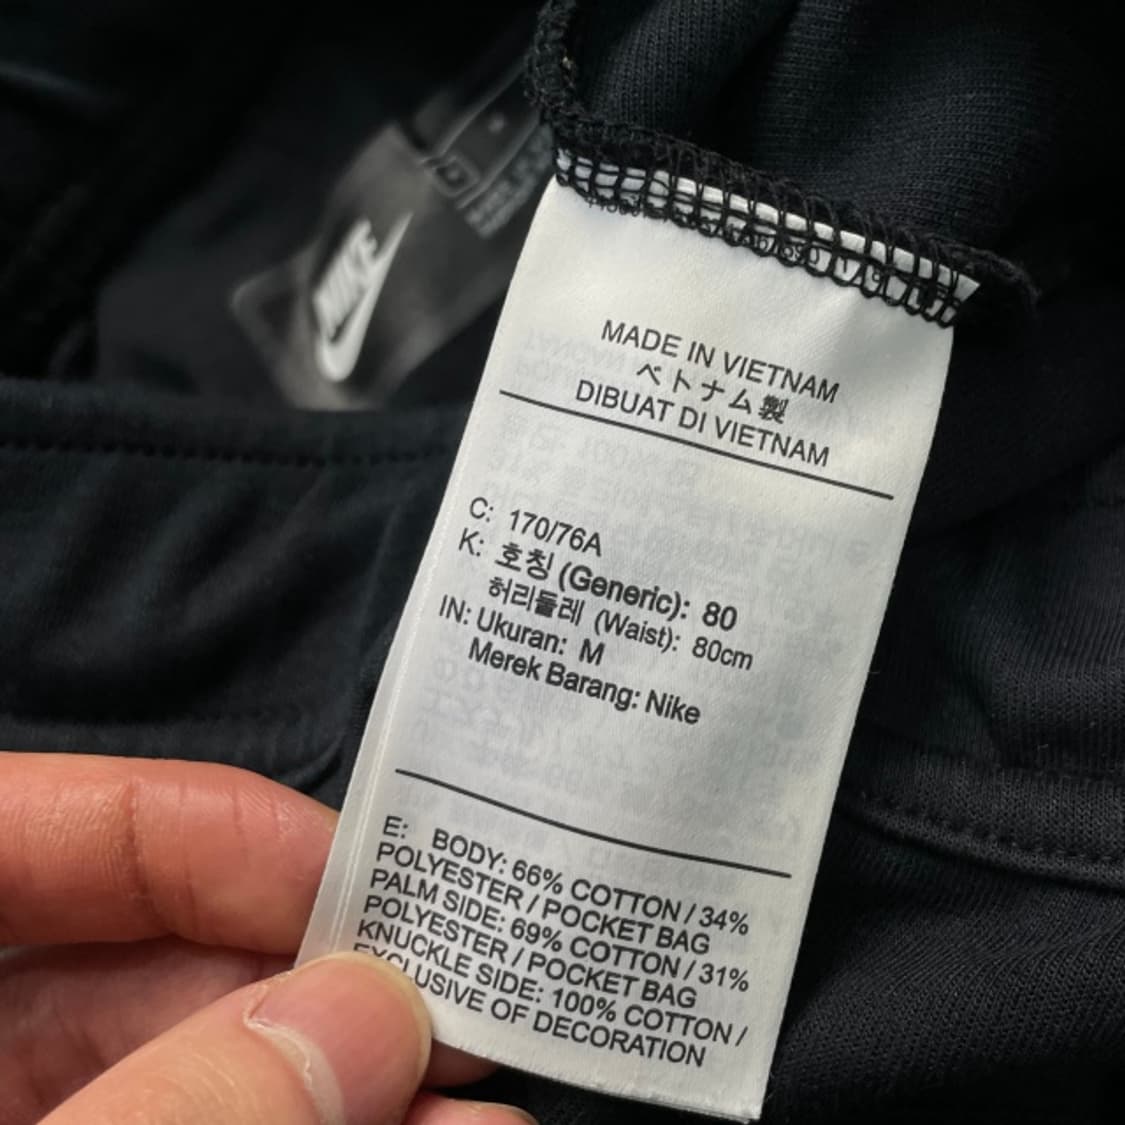 NIKE
MADE IN VIETNAM
ベトナム製
DIBUAT DI VIETNAM
C: 170/76A
K: 호칭 (Generic): 80
허리둘레 (Waist): 80cm
IN: Ukuran: M
Merek Barang: Nike
E: BODY: 66% COTTON / 34%
POLYESTER / POCKET BAG
PALM SIDE: 69% COTTON / 31%
POLYESTER / POCKET BAG
KNUCKLE SIDE: 100% COTTON /
EXCLUSIVE OF DECORATION